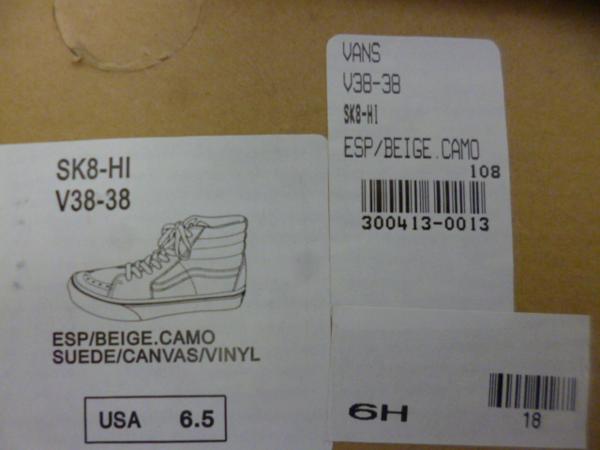 SK8-HI
V38-38
ESP/BEIGE.CAMO
SUEDE/CANVAS/VINYL
USA 6.5
VANS
V38-38
SK8-HI
ESP/BEIGE.CAMO
108
300413-0013
6H
18